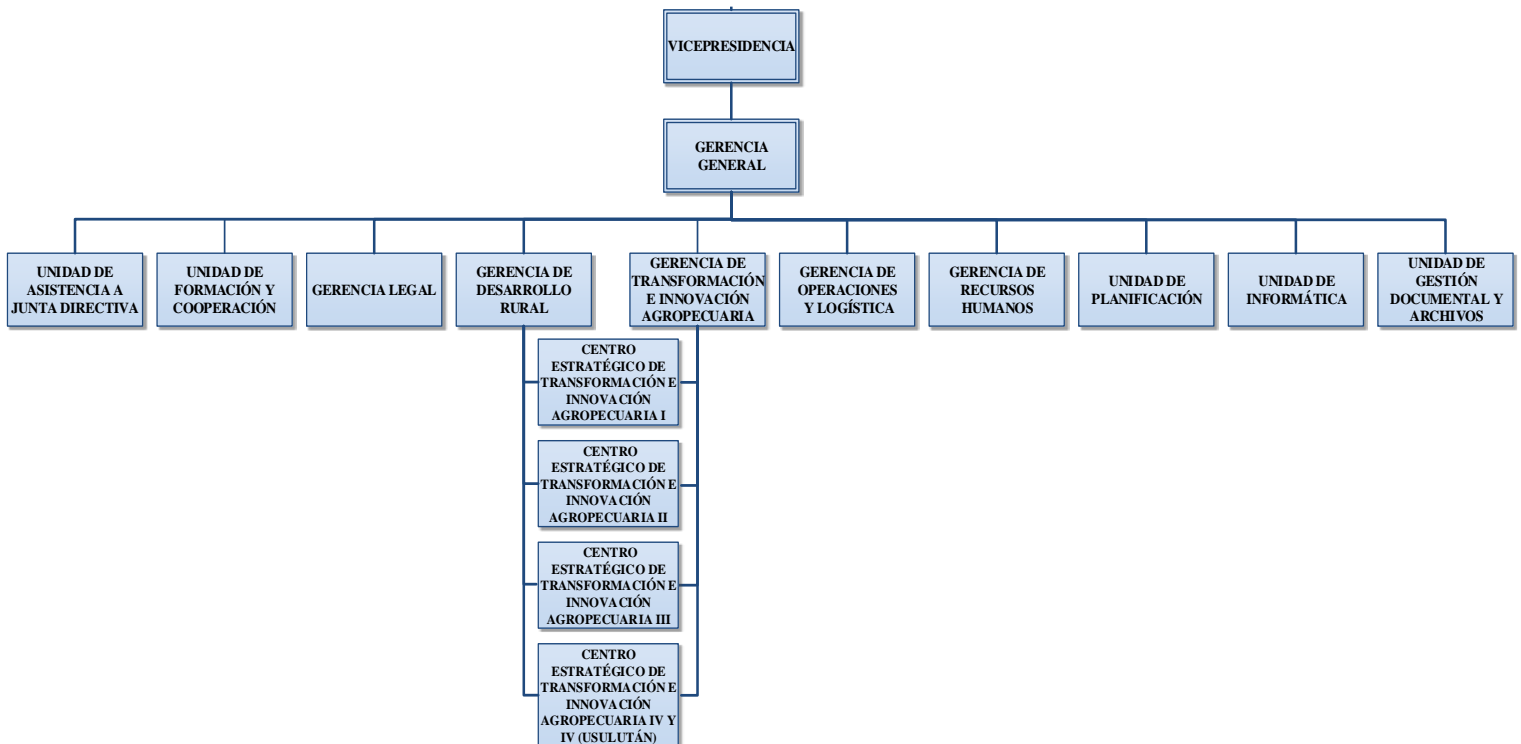 VICEPRESIDENCIA
GERENCIA
GENERAL
UNIDAD DE
ASISTENCIA A
JUNTA DIRECTIVA
UNIDAD DE
FORMACIÓN Y
COOPERACIÓN
GERENCIA LEGAL
GERENCIA DE
DESARROLLO
RURAL
GERENCIA DE
TRANSFORMACIÓN
E INNOVACIÓN
AGROPECUARIA
GERENCIA DE
OPERACIONES
Y LOGÍSTICA
GERENCIA DE
RECURSOS
HUMANOS
UNIDAD DE
PLANIFICACIÓN
UNIDAD DE
INFORMÁTICA
UNIDAD DE
GESTIÓN
DOCUMENTAL Y
ARCHIVOS
CENTRO
ESTRATÉGICO DE
TRANSFORMACIÓN E
INNOVACIÓN
AGROPECUARIA I
CENTRO
ESTRATÉGICO DE
TRANSFORMACIÓN E
INNOVACIÓN
AGROPECUARIA II
CENTRO
ESTRATÉGICO DE
TRANSFORMACIÓN E
INNOVACIÓN
AGROPECUARIA III
CENTRO
ESTRATÉGICO DE
TRANSFORMACIÓN E
INNOVACIÓN
AGROPECUARIA IV Y
IV (USULUTÁN)